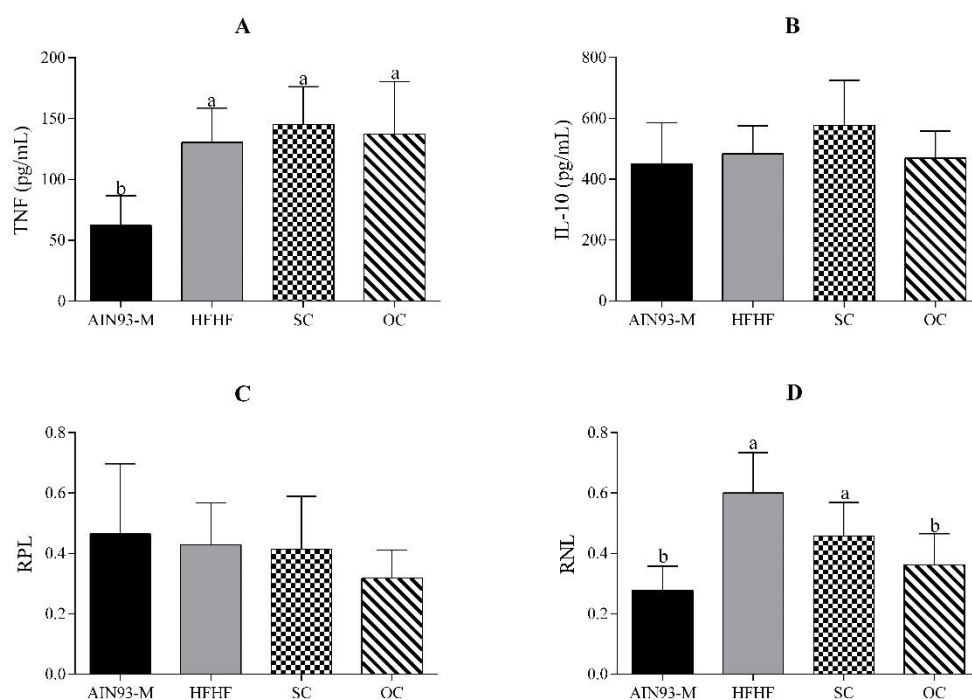 A
TNF (pg/mL)
200
150
100
50
0
b
a
a
a
AIN93-M HFHF SC OC
B
IL-10 (pg/mL)
800
600
400
200
0
AIN93-M HFHF SC OC
C
RPL
0.8
0.6
0.4
0.2
0.0
AIN93-M HFHF SC OC
D
RNL
0.8
0.6
0.4
0.2
0.0
b
a
a
b
AIN93-M HFHF SC OC